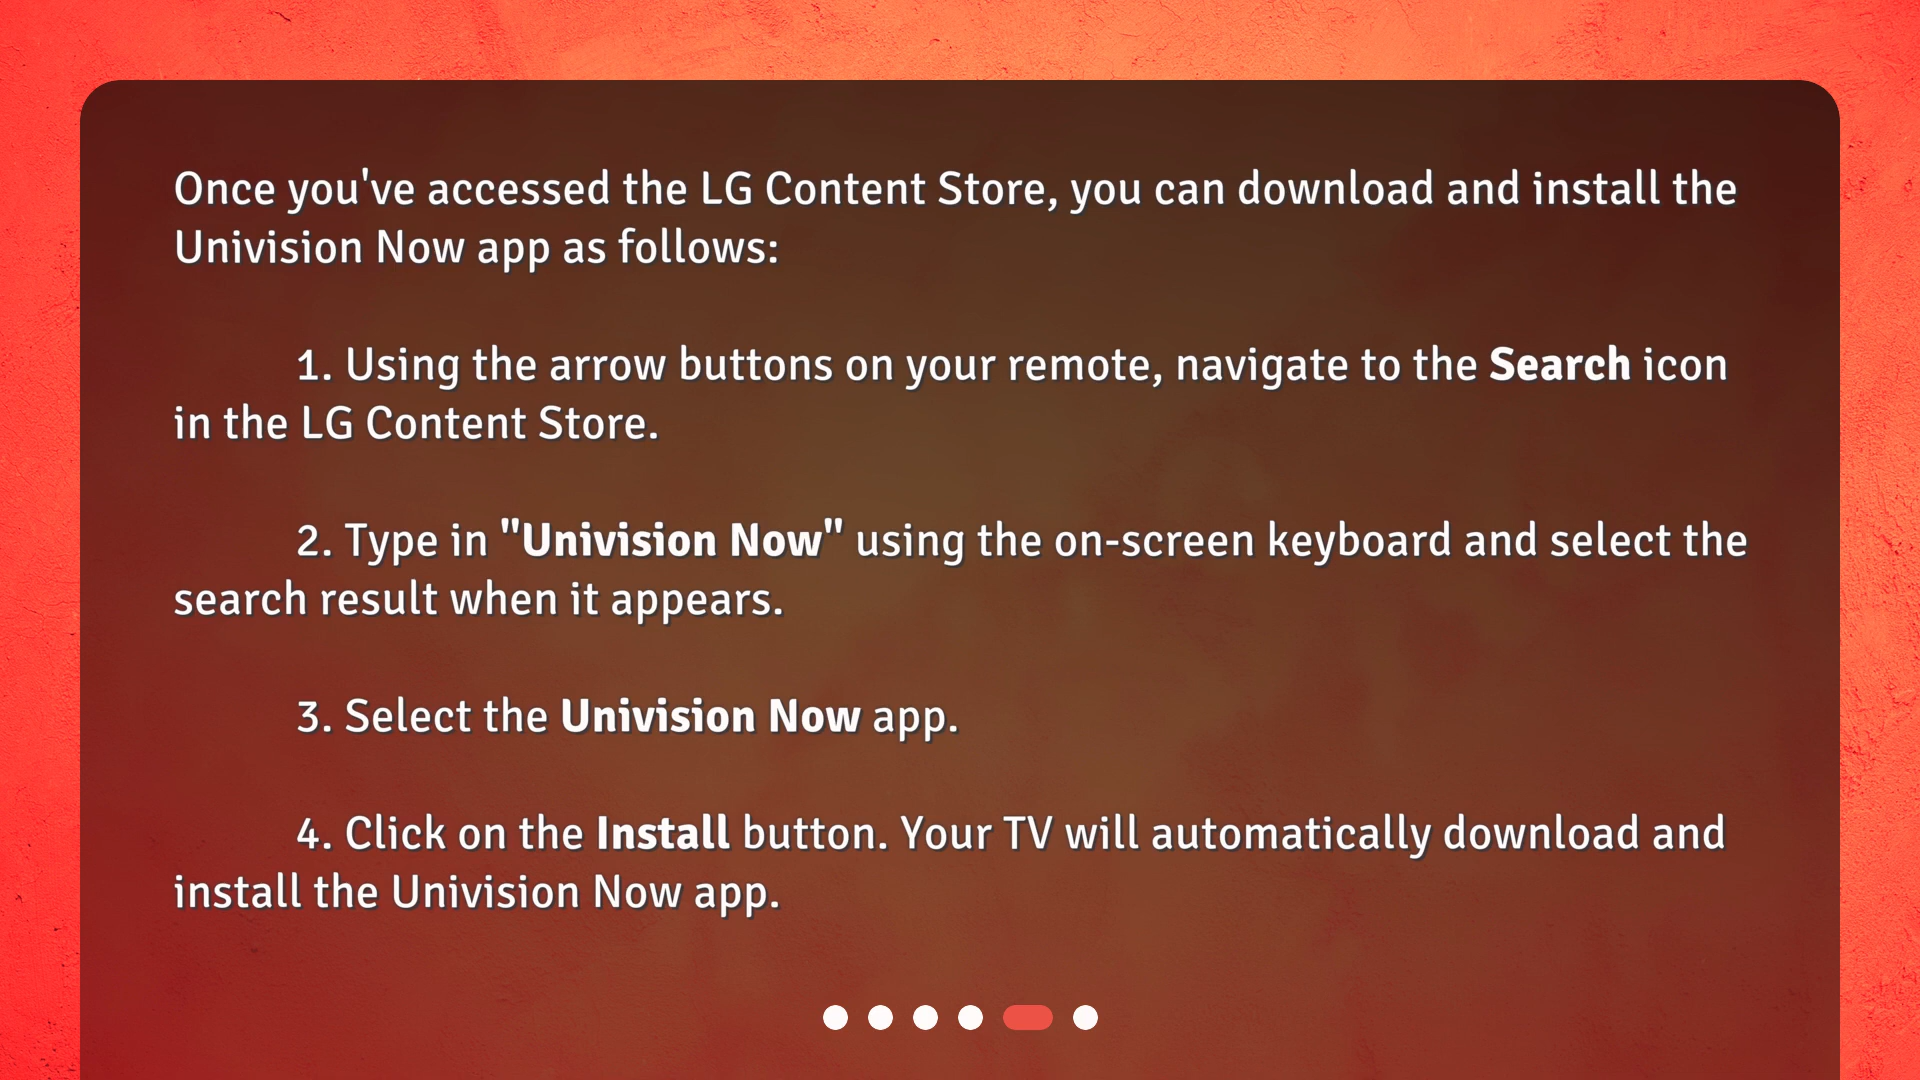 Once you've accessed the LG Content Store, you can download and install the
Univision Now app as follows:
1. Using the arrow buttons on your remote, navigate to the Search icon
in the LG Content Store.
2. Type in "Univision Now" using the on-screen keyboard and select the
search result when it appears.
3. Select the Univision Now app.
4. Click on the Install button. Your TV will automatically download and
install the Univision Now app.